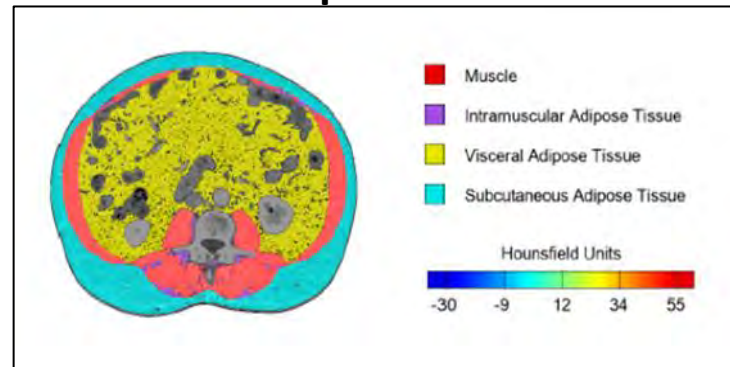 Muscle
Intramuscular Adipose Tissue
Visceral Adipose Tissue
Subcutaneous Adipose Tissue
Hounsfield Units
-30 -9 12 34 55